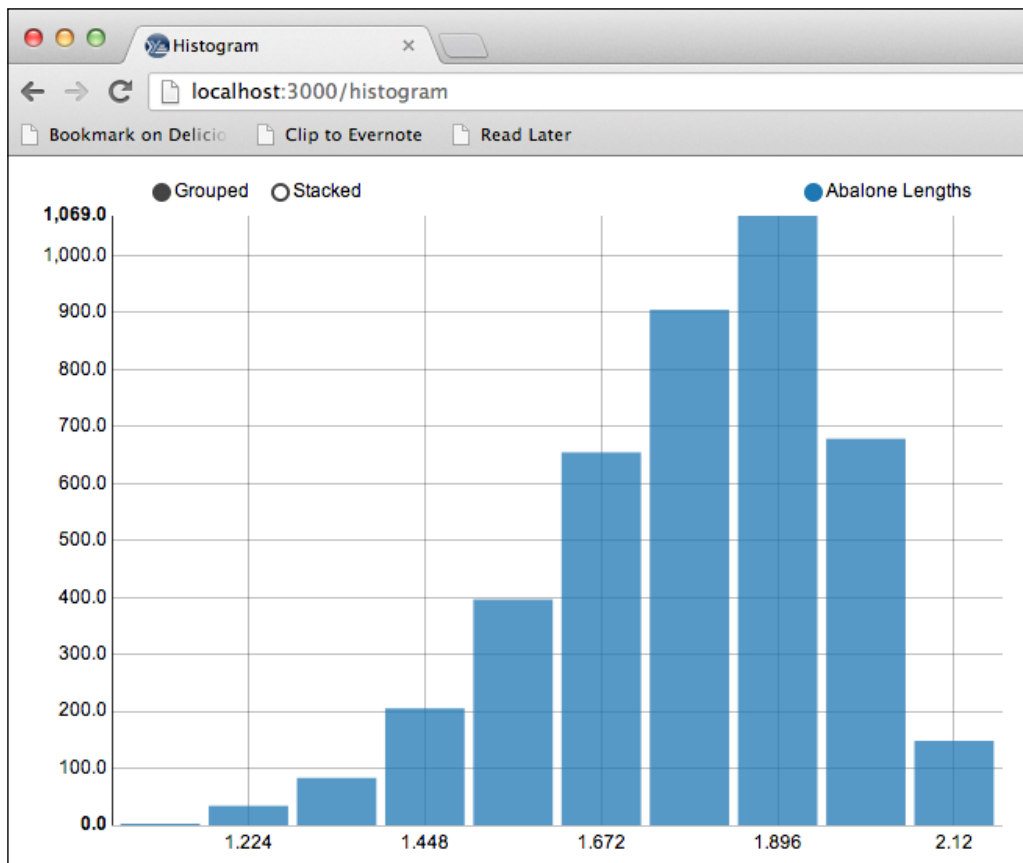 Histogram
localhost:3000/histogram
Bookmark on Delicio
Clip to Evernote
Read Later
Grouped
Stacked
Abalone Lengths
1,069.0
1,000.0
900.0
800.0
700.0
600.0
500.0
400.0
300.0
200.0
100.0
0.0
1.224
1.448
1.672
1.896
2.12